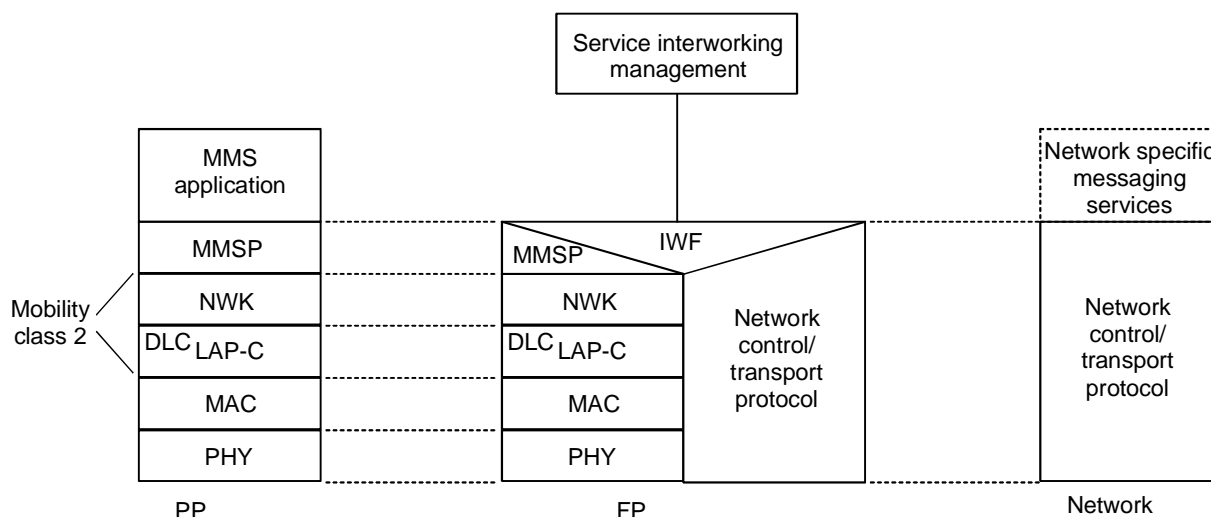 Service interworking
management
MMS
application
MMSP
NWK
DLC LAP-C
MAC
PHY
Mobility
class 2
PP
IWF
MMSP
NWK
DLC LAP-C
MAC
PHY
Network
control/
transport
protocol
FP
Network specific
messaging
services
Network
control/
transport
protocol
Network